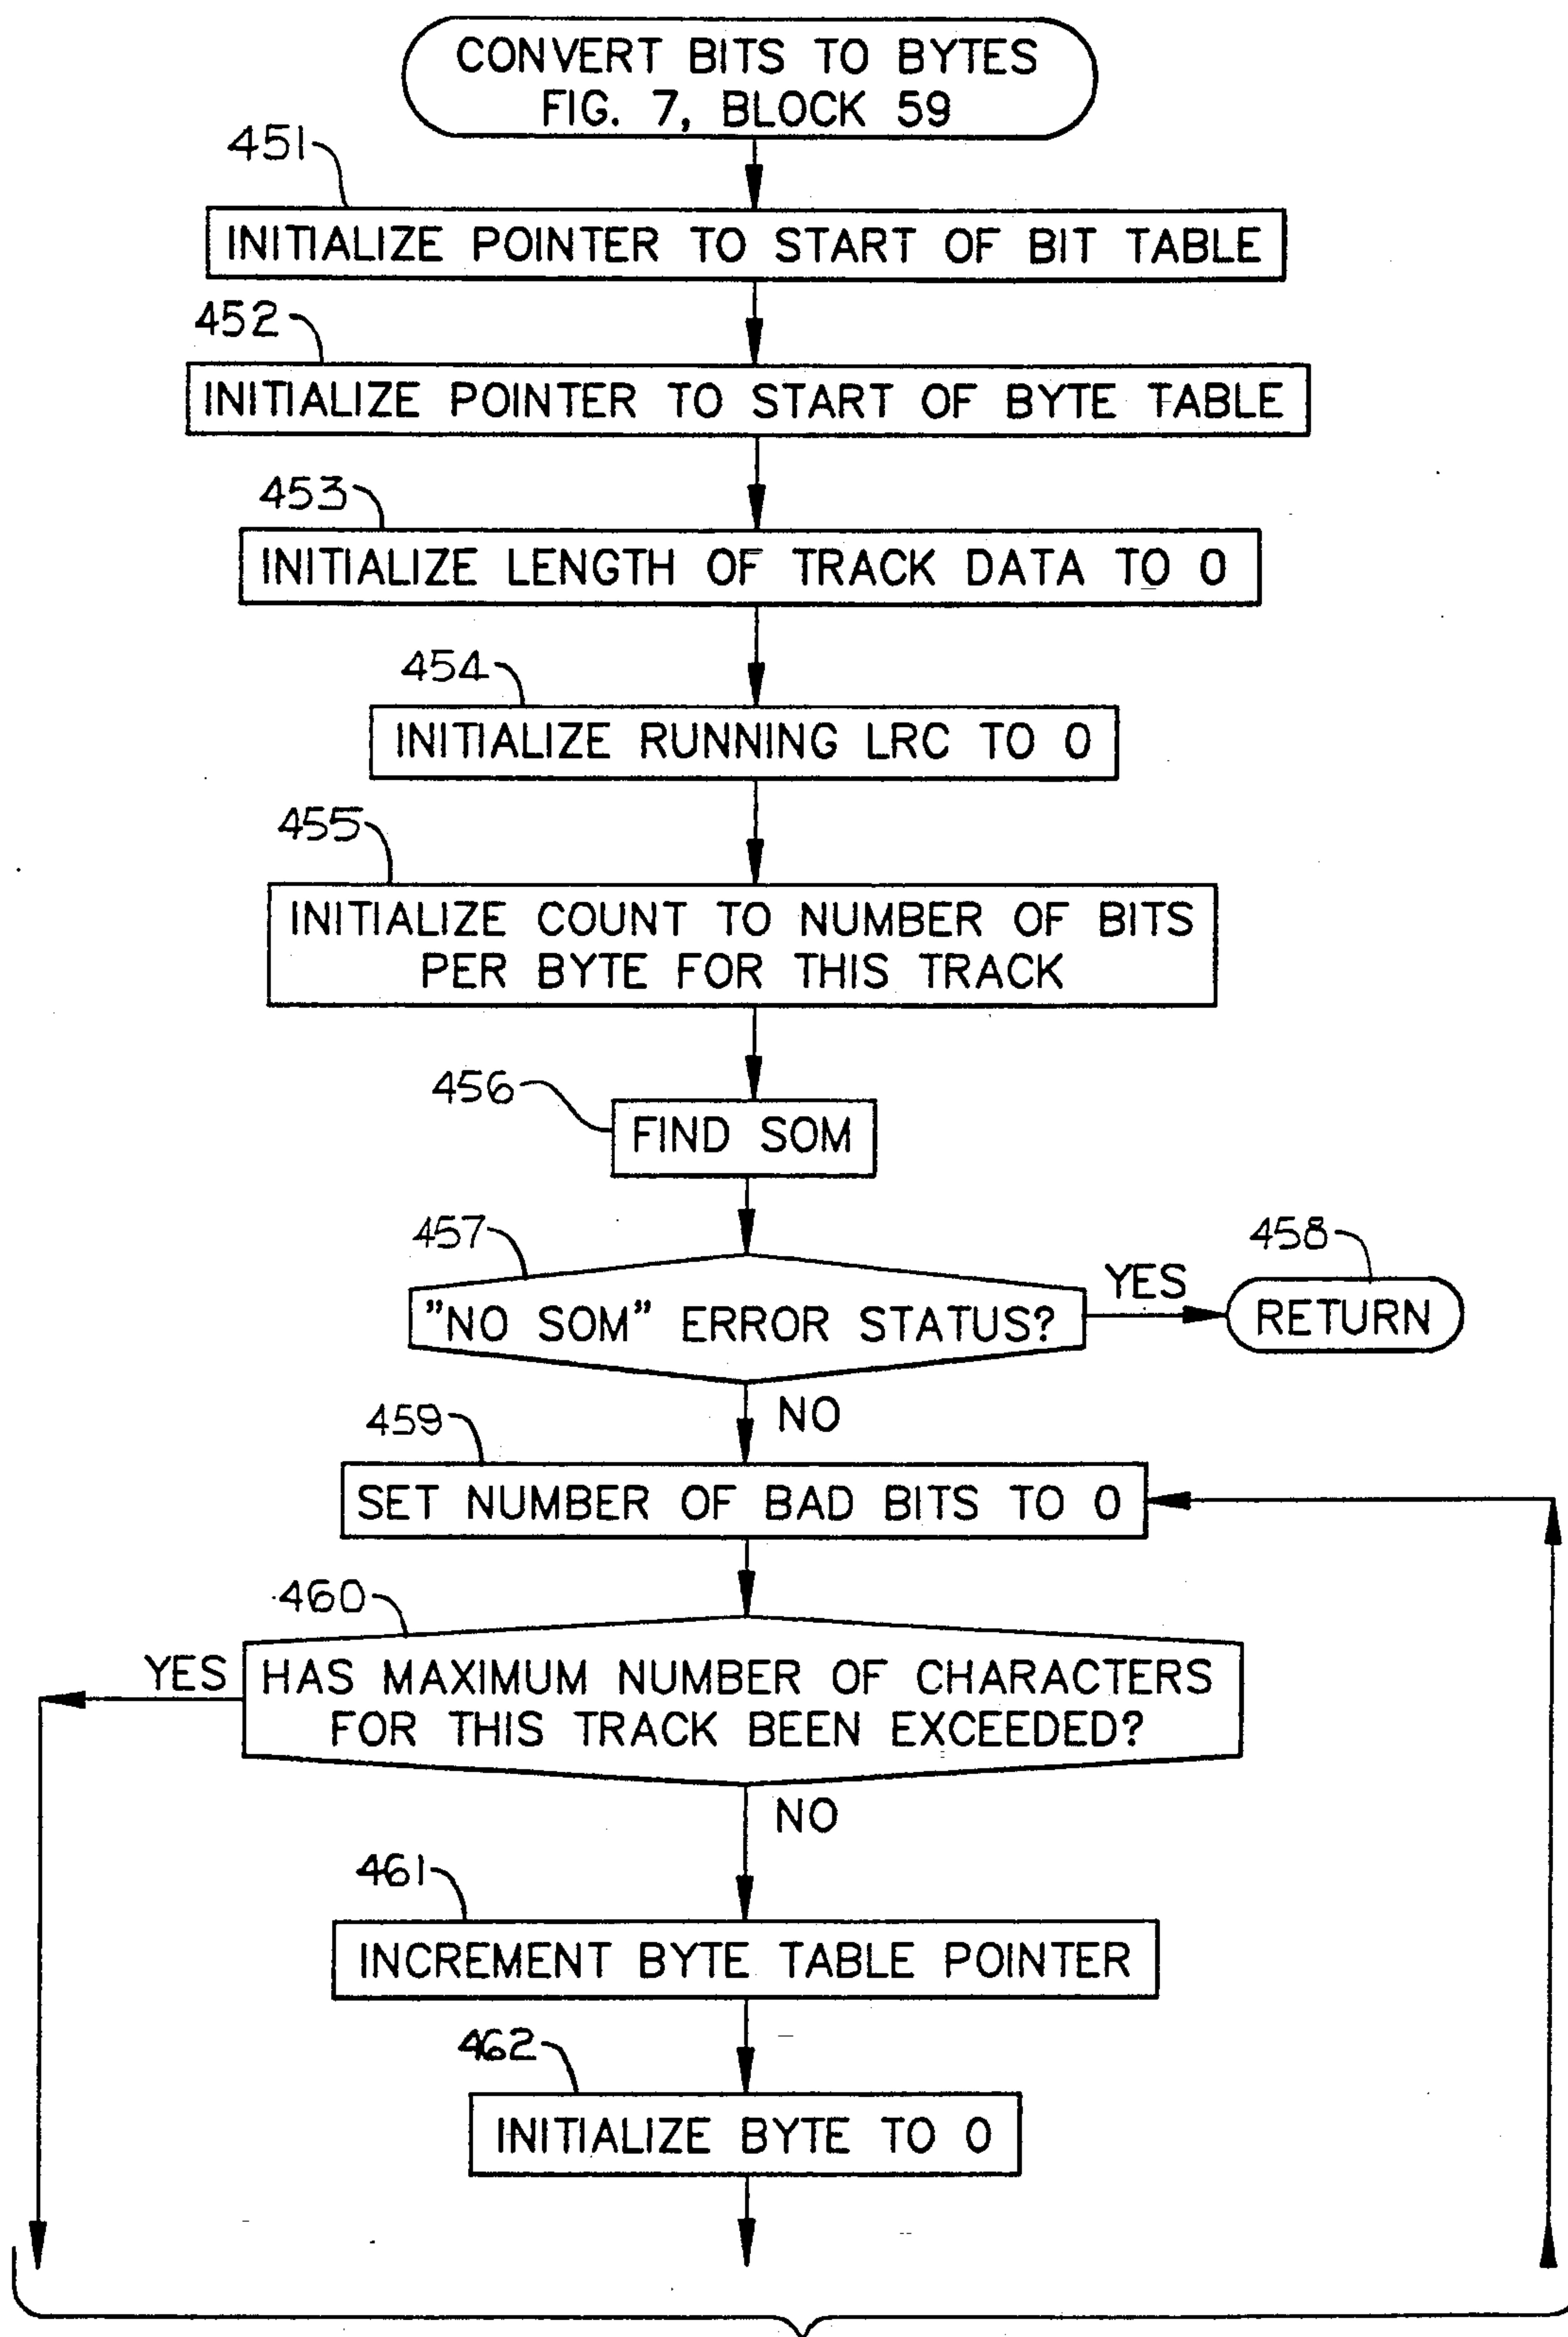 CONVERT BITS TO BYTES
FIG. 7, BLOCK 59
451
INITIALIZE POINTER TO START OF BIT TABLE
452
INITIALIZE POINTER TO START OF BYTE TABLE
453
INITIALIZE LENGTH OF TRACK DATA TO 0
454
INITIALIZE RUNNING LRC TO 0
455
INITIALIZE COUNT TO NUMBER OF BITS
PER BYTE FOR THIS TRACK
456
FIND SOM
457
"NO SOM" ERROR STATUS?
YES
458
RETURN
NO
459
SET NUMBER OF BAD BITS TO 0
460
YES
HAS MAXIMUM NUMBER OF CHARACTERS
FOR THIS TRACK BEEN EXCEEDED?
NO
461
INCREMENT BYTE TABLE POINTER
462
INITIALIZE BYTE TO 0